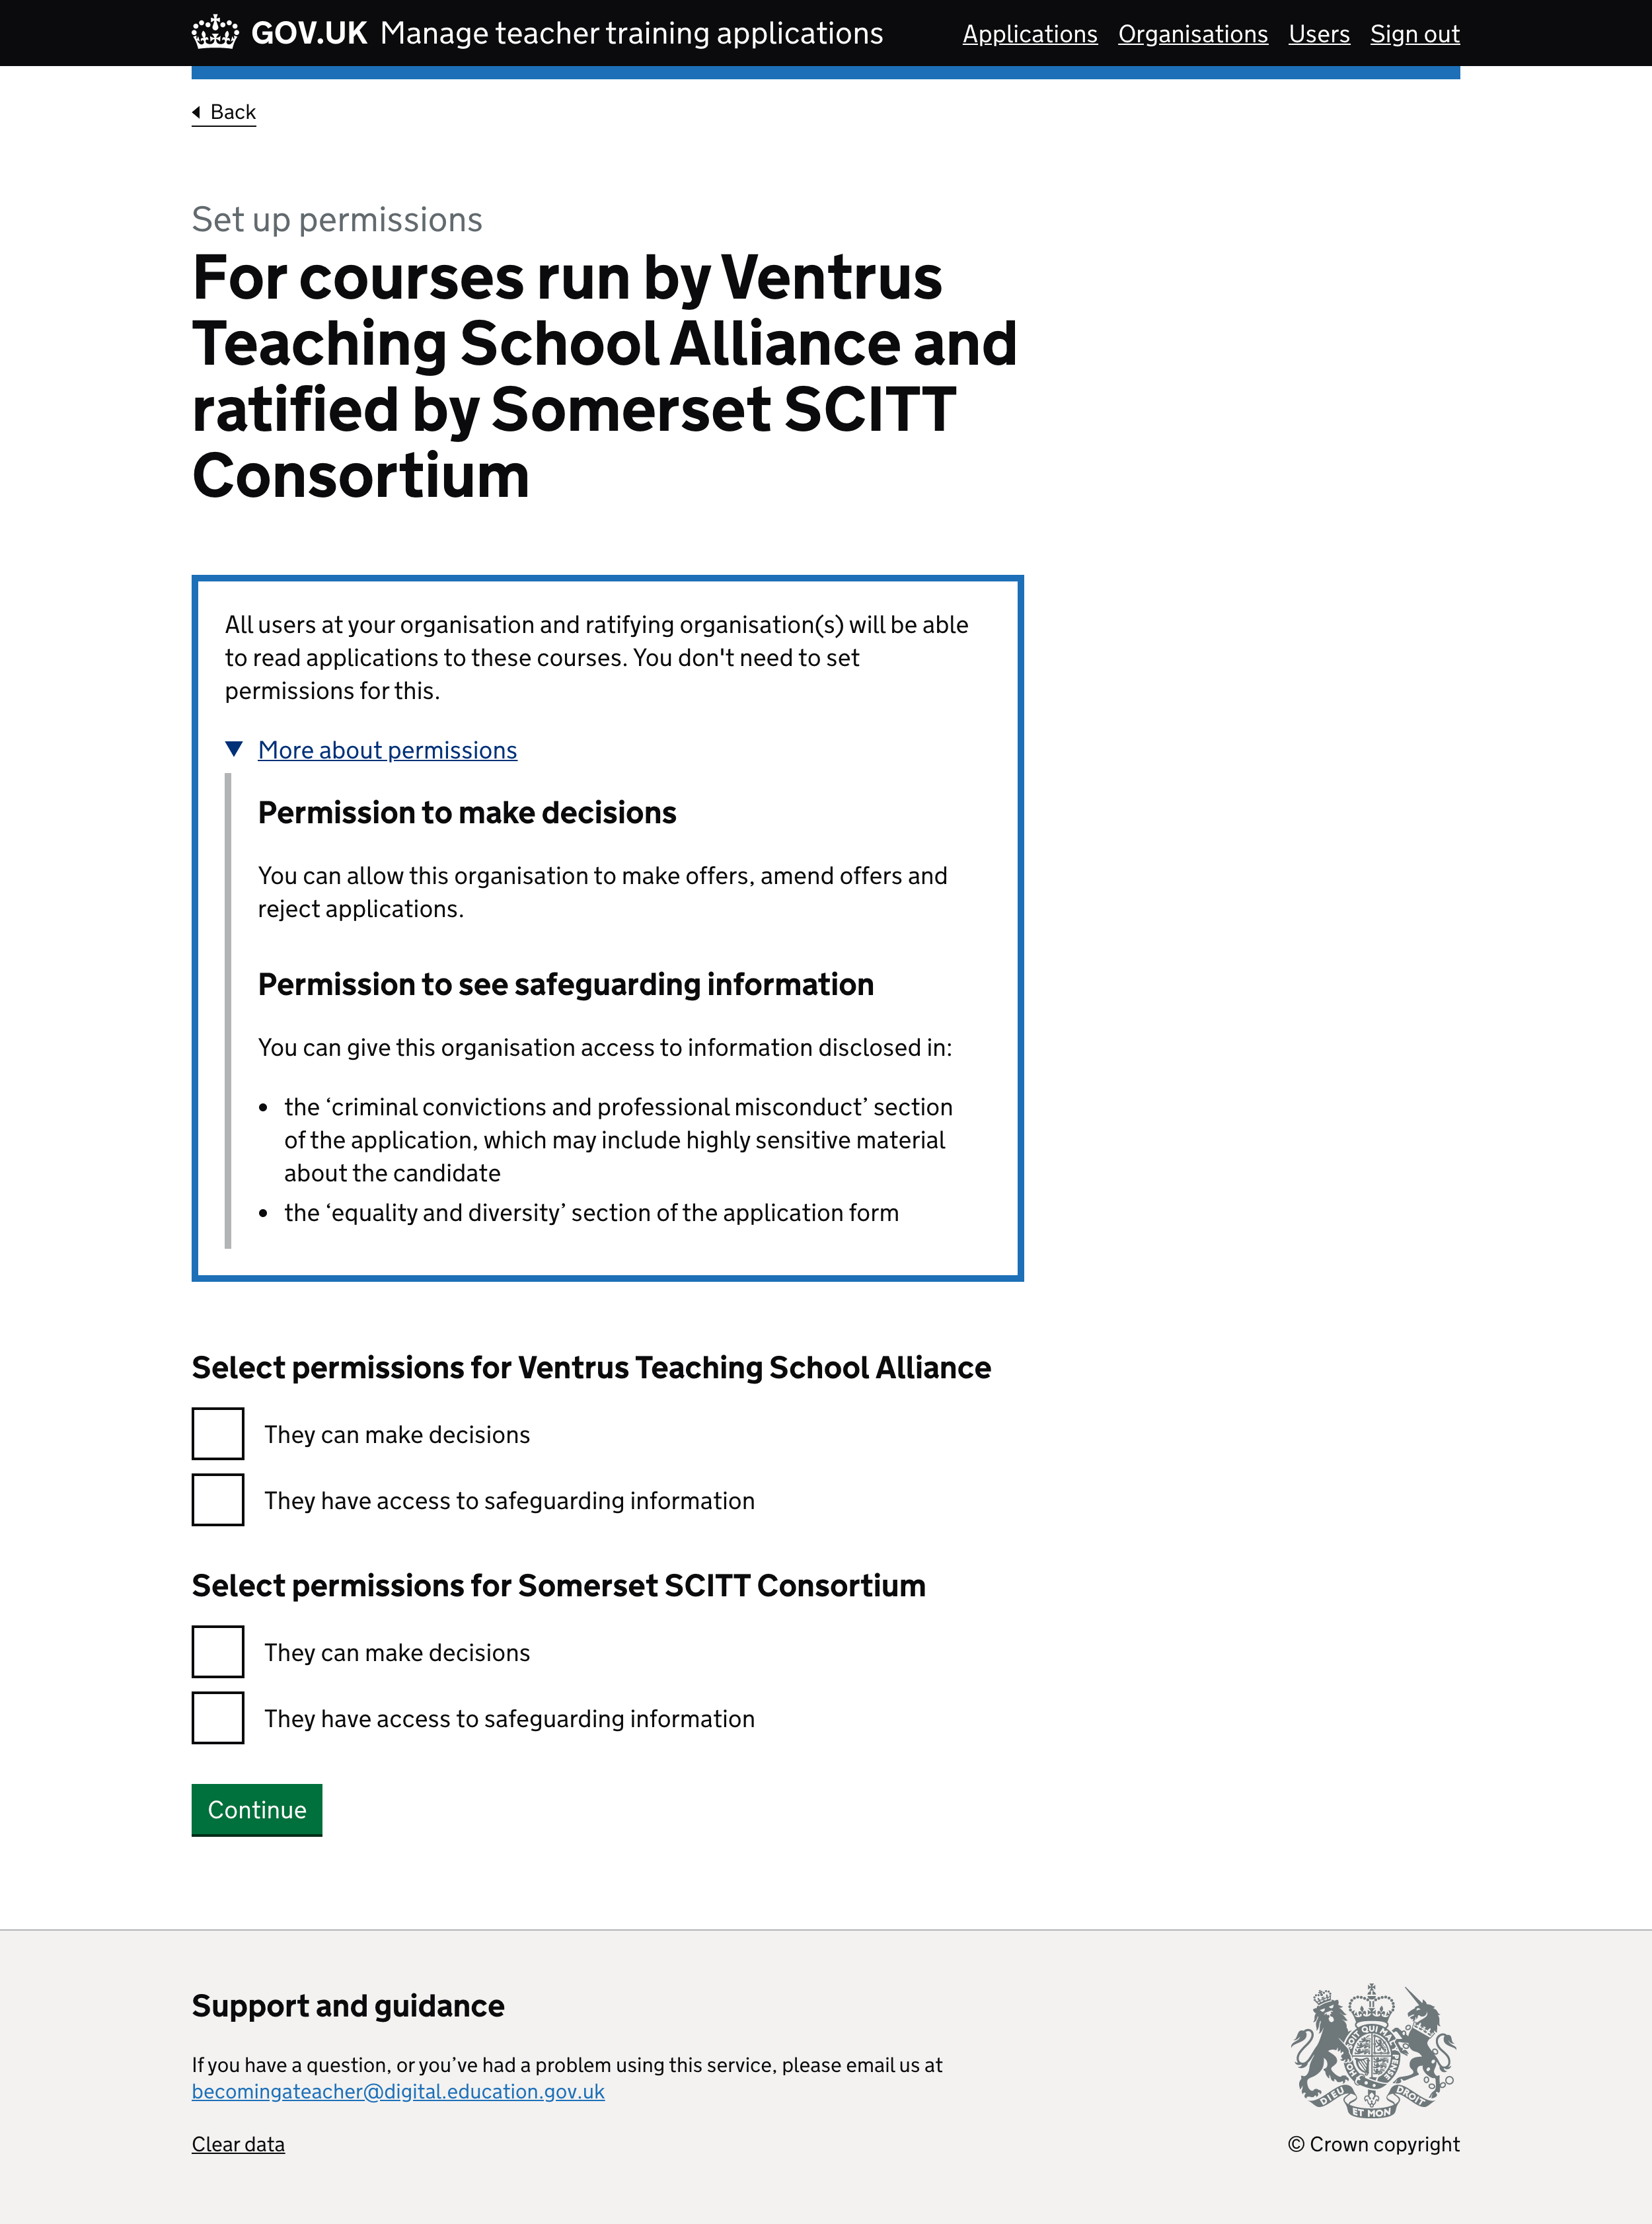 GOV.UK Manage teacher training applications
Applications Organisations Users Sign out
Back
Set up permissions
For courses run by Ventrus
Teaching School Alliance and
ratified by Somerset SCITT
Consortium
All users at your organisation and ratifying organisation(s) will be able
to read applications to these courses. You don't need to set
permissions for this.
More about permissions
Permission to make decisions
You can allow this organisation to make offers, amend offers and
reject applications.
Permission to see safeguarding information
You can give this organisation access to information disclosed in:
• the ‘criminal convictions and professional misconduct’ section
of the application, which may include highly sensitive material
about the candidate
• the ‘equality and diversity’ section of the application form
Select permissions for Ventrus Teaching School Alliance
They can make decisions
They have access to safeguarding information
Select permissions for Somerset SCITT Consortium
They can make decisions
They have access to safeguarding information
Continue
Support and guidance
If you have a question, or you’ve had a problem using this service, please email us at
becomingateacher@digital.education.gov.uk
Clear data
DIEU ET MON DROIT
© Crown copyright